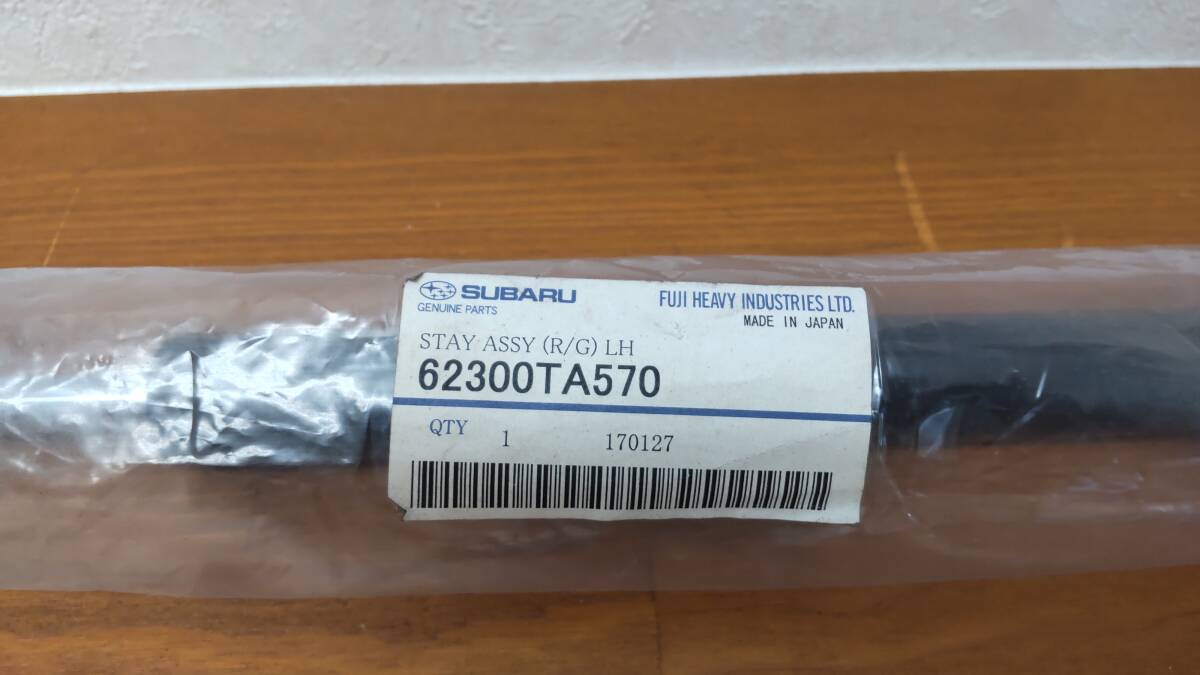 SUBARU
GENUINE PARTS
FUJI HEAVY INDUSTRIES LTD.
MADE IN JAPAN
STAY ASSY (R/G) LH
62300TA570
QTY 1 170127